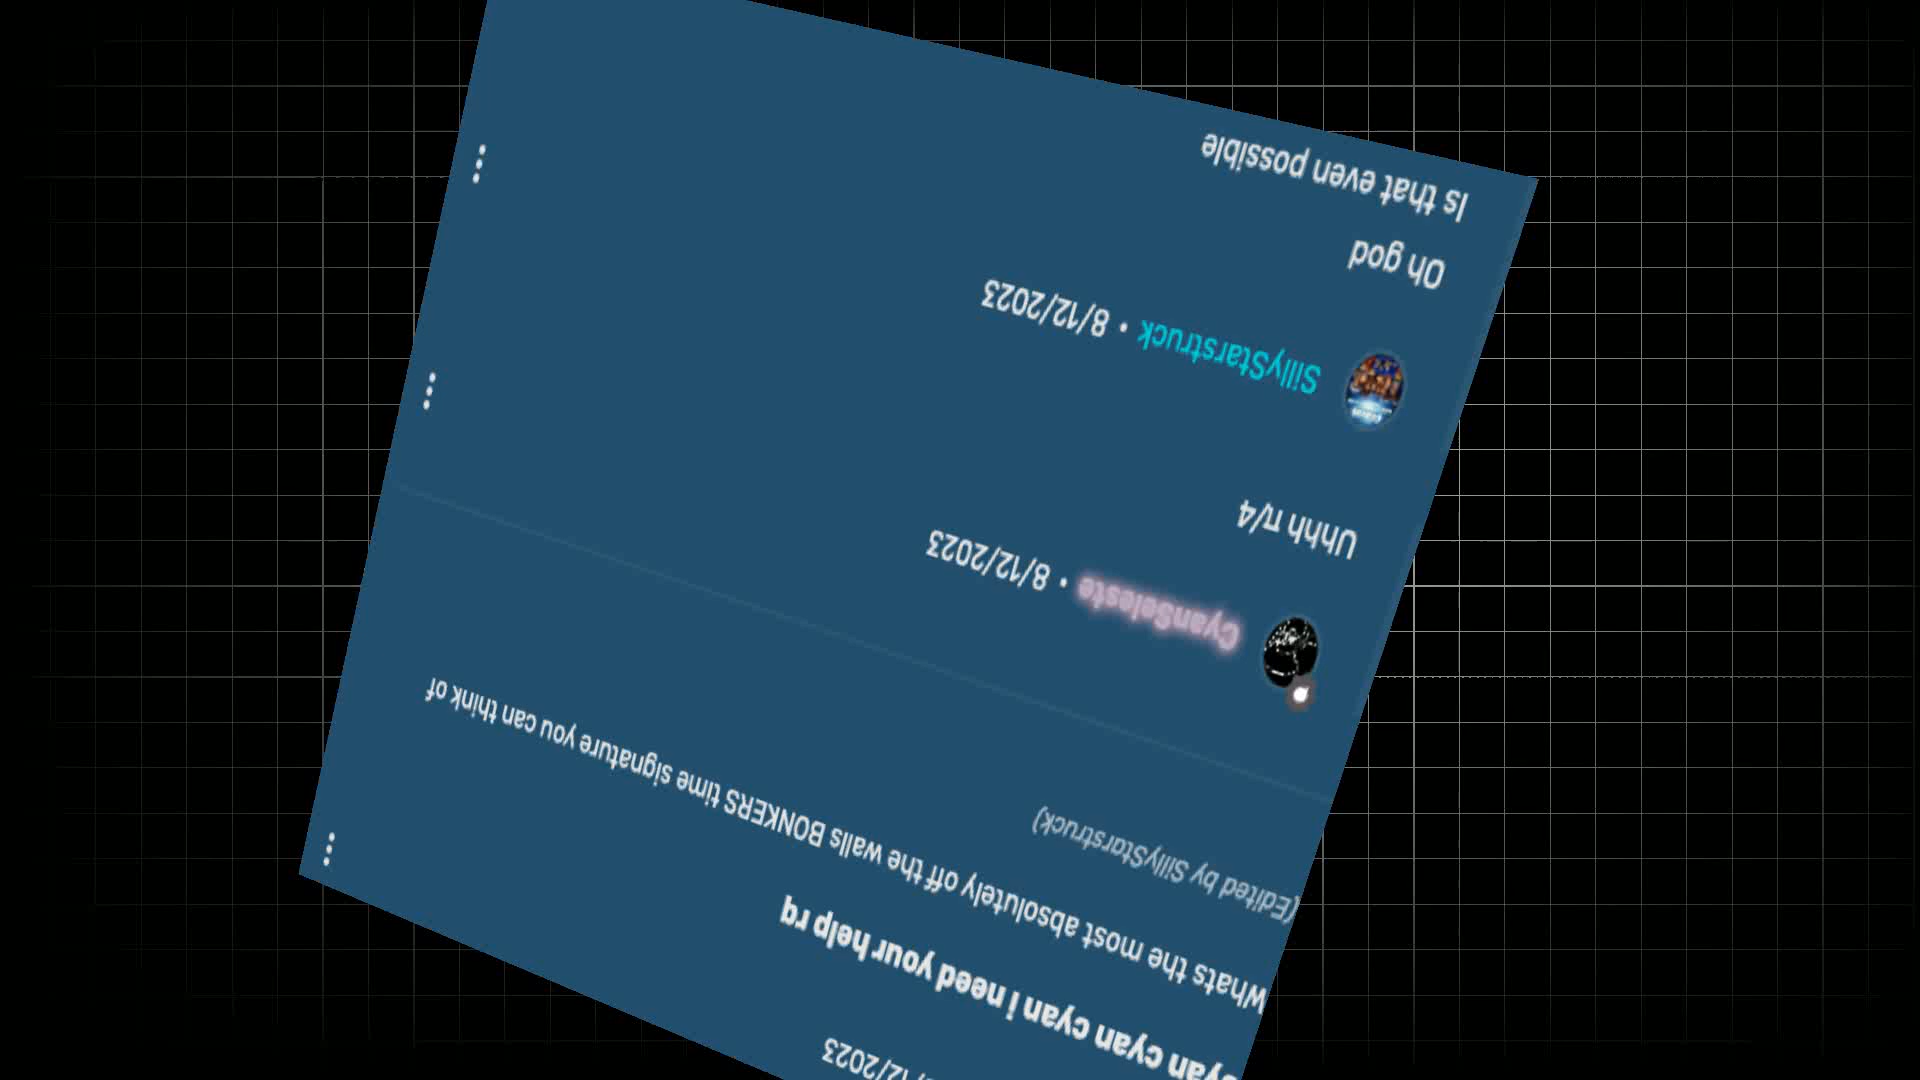 cyan cyan i need your help rq
Whats the most absolutely off the walls BONKERS time signature you can think of
(Edited by SillyStarstruck)
CyanSeleste • 8/12/2023
Uhhh π/4
SillyStarstruck • 8/12/2023
Oh god
Is that even possible